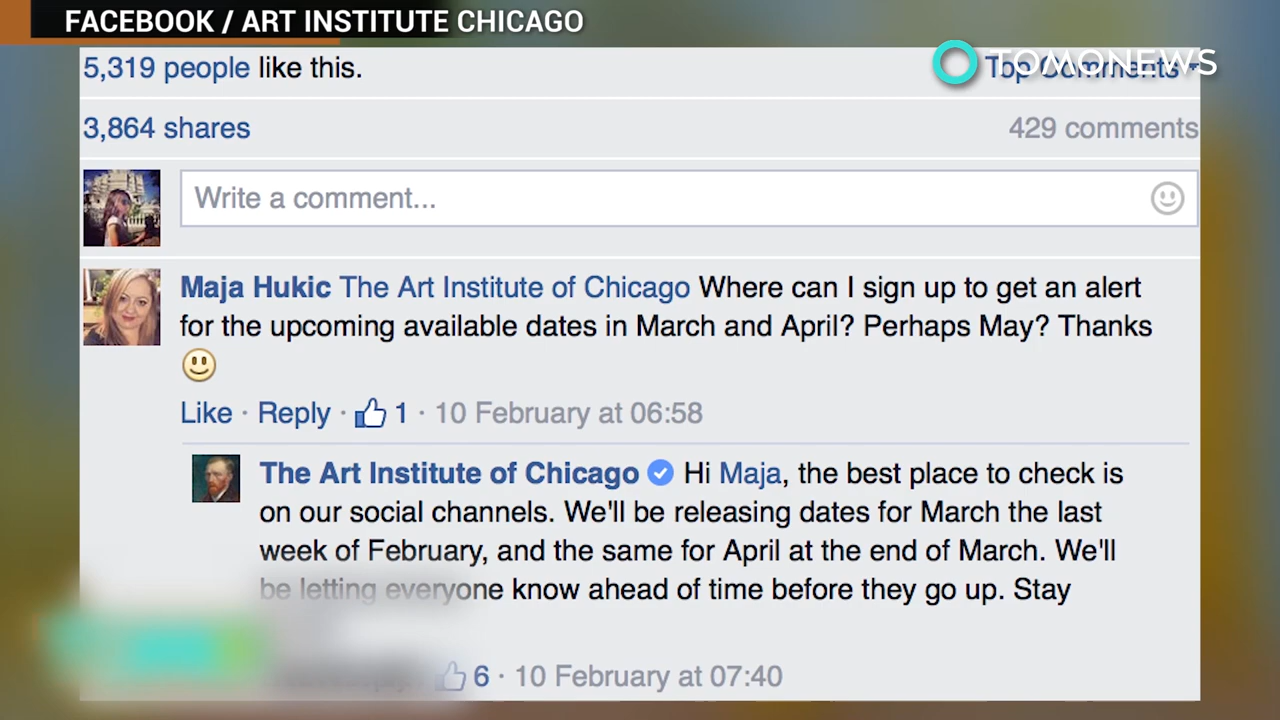 FACEBOOK / ART INSTITUTE CHICAGO
TOMONEWS
5,319 people like this.
Top Comments
3,864 shares
429 comments
Write a comment...
Maja Hukic The Art Institute of Chicago Where can I sign up to get an alert
for the upcoming available dates in March and April? Perhaps May? Thanks
Like · Reply · 1 · 10 February at 06:58
The Art Institute of Chicago Hi Maja, the best place to check is
on our social channels. We'll be releasing dates for March the last
week of February, and the same for April at the end of March. We'll
be letting everyone know ahead of time before they go up. Stay
6 · 10 February at 07:40